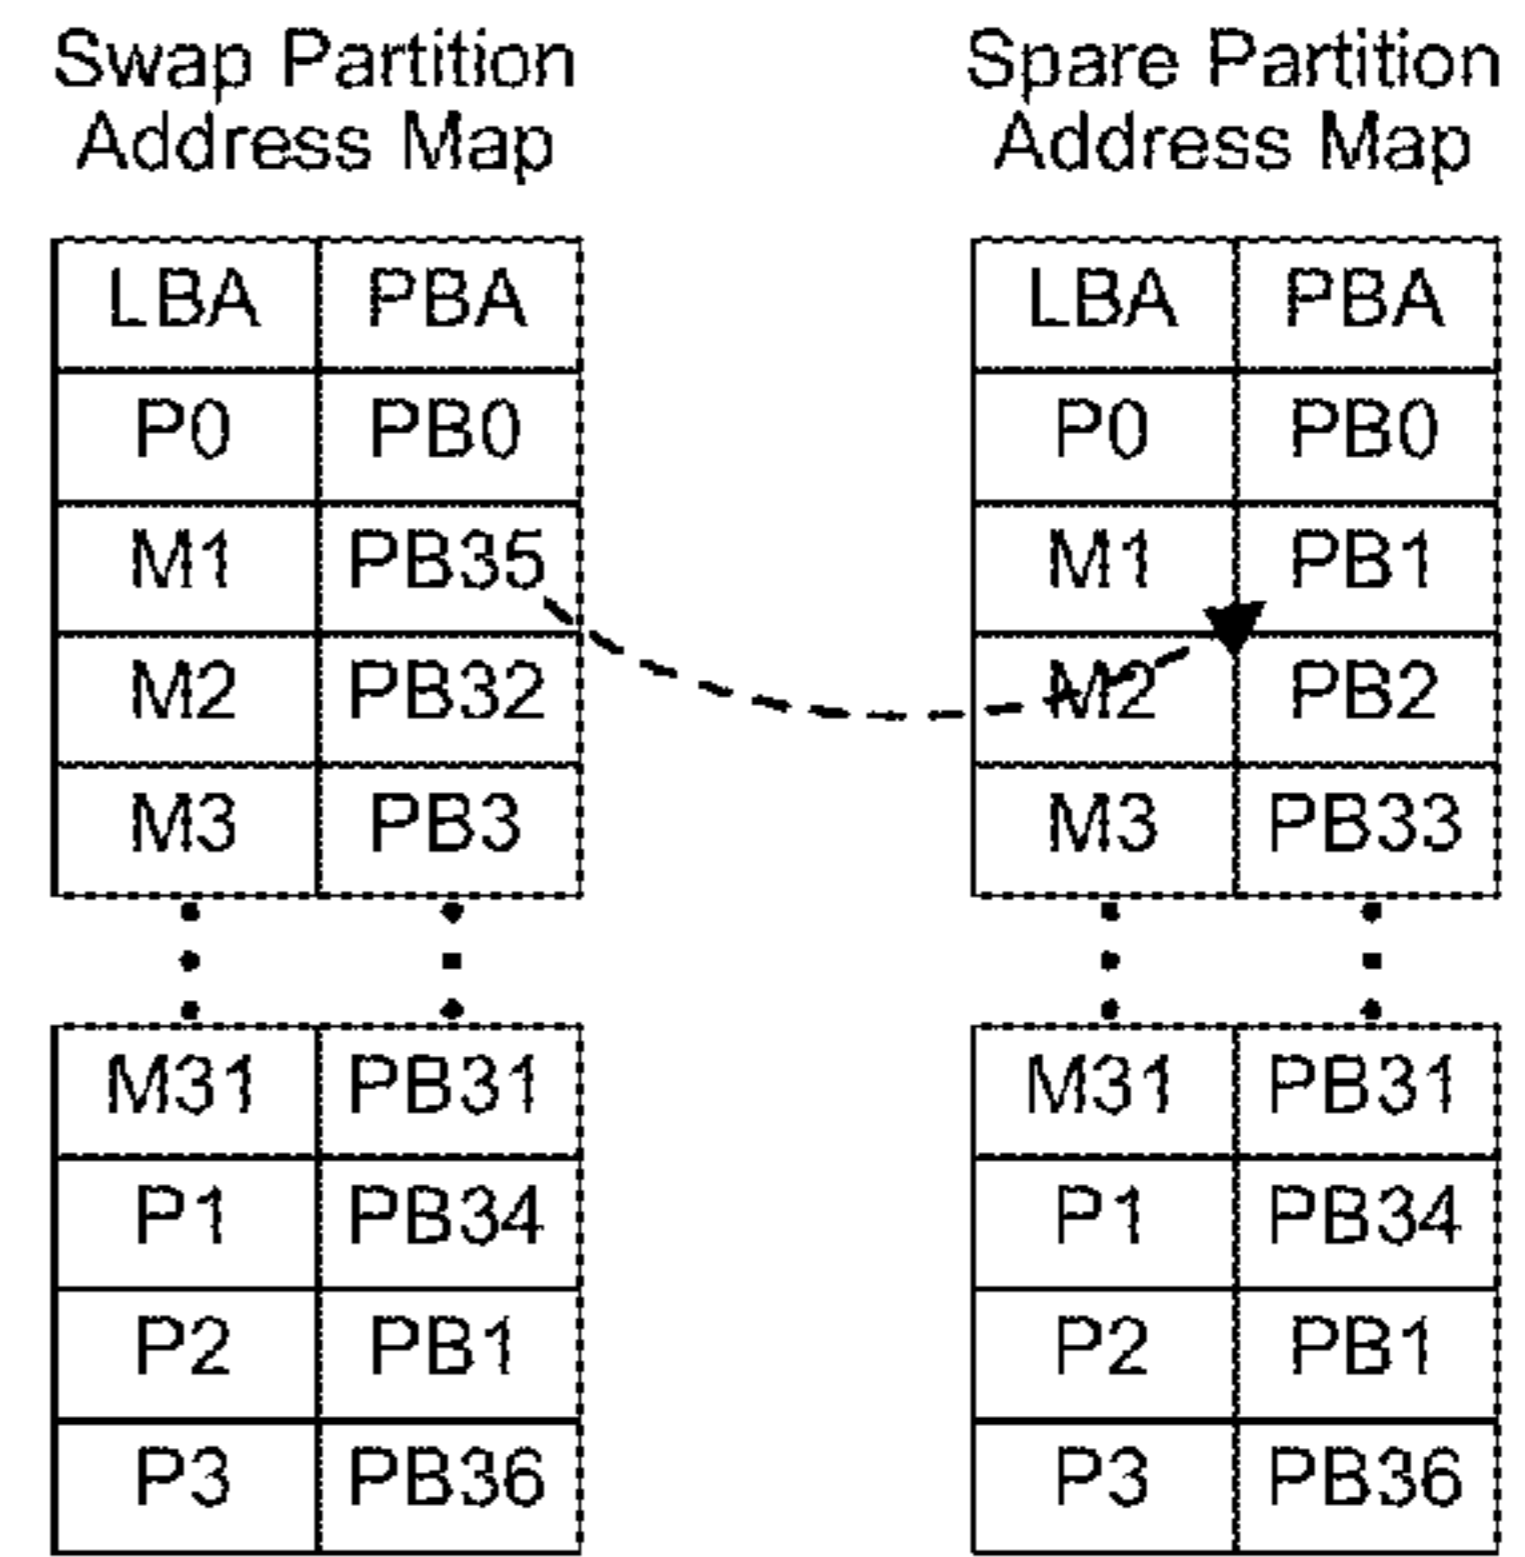 Swap Partition
Address Map
LBA PBA
P0 PB0
M1 PB35
M2 PB32
M3 PB3
M31 PB31
P1 PB34
P2 PB1
P3 PB36
Spare Partition
Address Map
LBA PBA
P0 PB0
M1 PB1
M2 PB2
M3 PB33
M31 PB31
P1 PB34
P2 PB1
P3 PB36